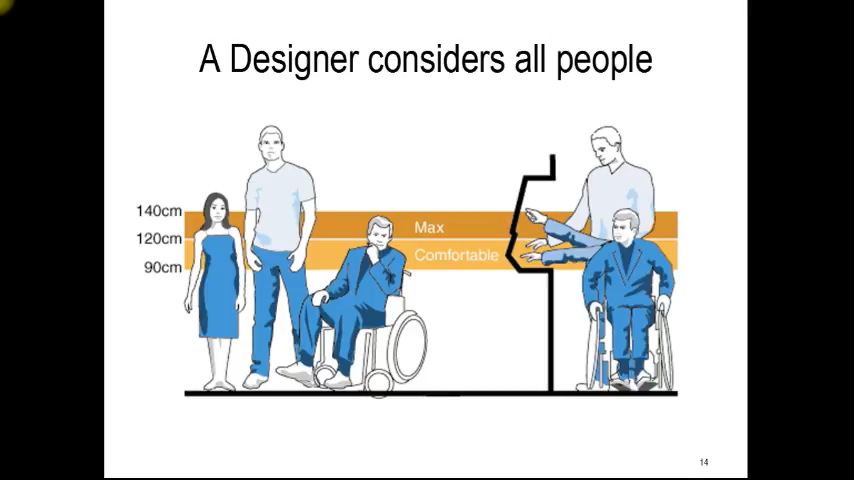 A Designer considers all people
140cm
Max
120cm
Comfortable
90cm
14